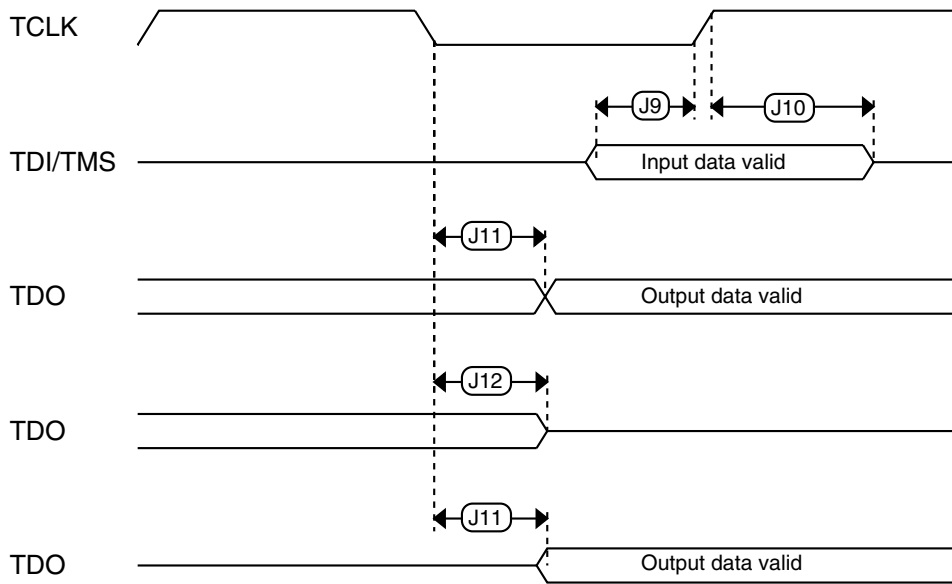 TCLK
J9
J10
TDI/TMS
Input data valid
J11
TDO
Output data valid
J12
TDO
J11
TDO
Output data valid